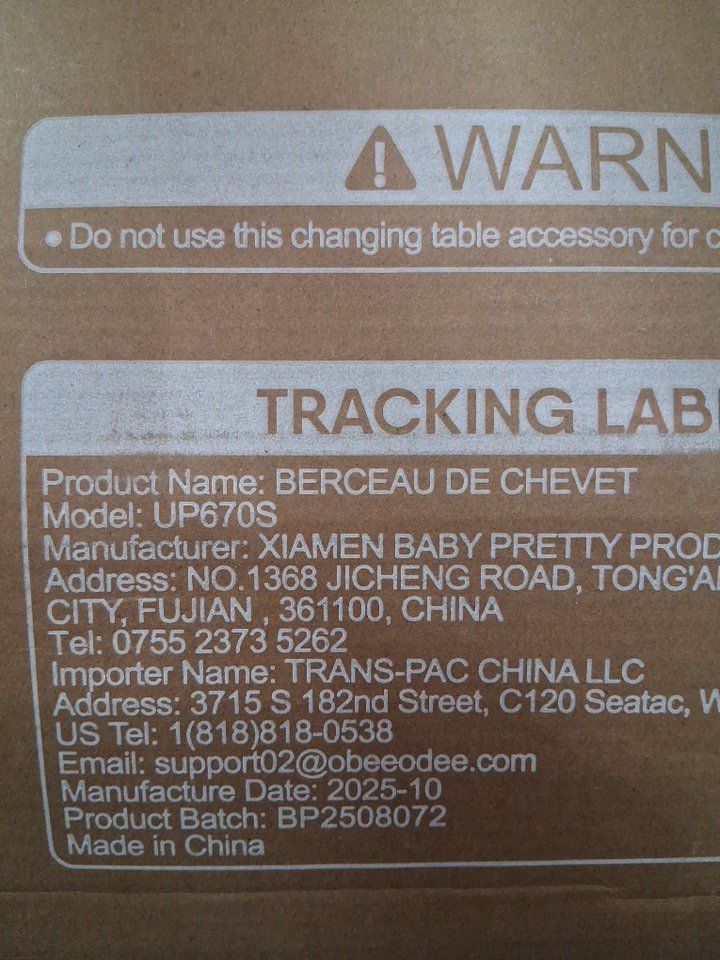 WARN
• Do not use this changing table accessory for c
TRACKING LAB
Product Name: BERCEAU DE CHEVET
Model: UP670S
Manufacturer: XIAMEN BABY PRETTY PROD
Address: NO.1368 JICHENG ROAD, TONG'A
CITY, FUJIAN , 361100, CHINA
Tel: 0755 2373 5262
Importer Name: TRANS-PAC CHINA LLC
Address: 3715 S 182nd Street, C120 Seatac, W
US Tel: 1(818)818-0538
Email: support02@obeeodee.com
Manufacture Date: 2025-10
Product Batch: BP2508072
Made in China